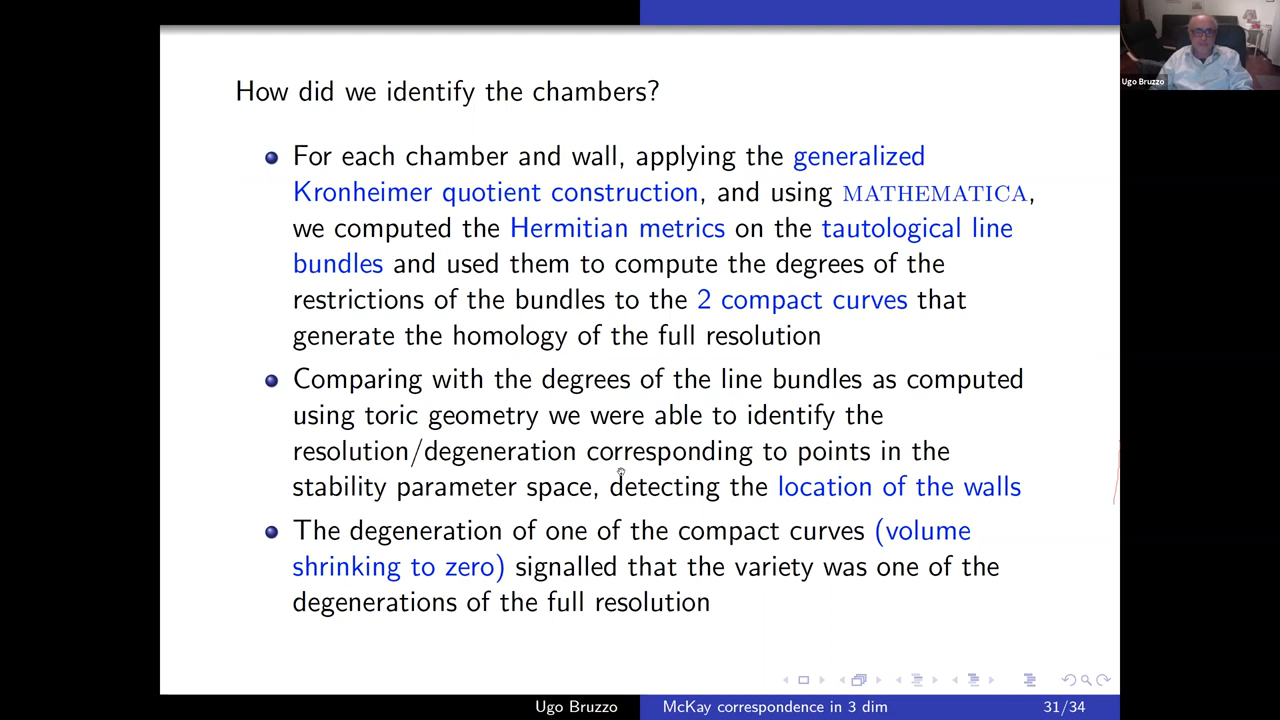 Ugo Bruzzo
How did we identify the chambers?
For each chamber and wall, applying the generalized
Kronheimer quotient construction, and using MATHEMATICA,
we computed the Hermitian metrics on the tautological line
bundles and used them to compute the degrees of the
restrictions of the bundles to the 2 compact curves that
generate the homology of the full resolution
Comparing with the degrees of the line bundles as computed
using toric geometry we were able to identify the
resolution/degeneration corresponding to points in the
stability parameter space, detecting the location of the walls
The degeneration of one of the compact curves (volume
shrinking to zero) signalled that the variety was one of the
degenerations of the full resolution
Ugo Bruzzo McKay correspondence in 3 dim 31/34